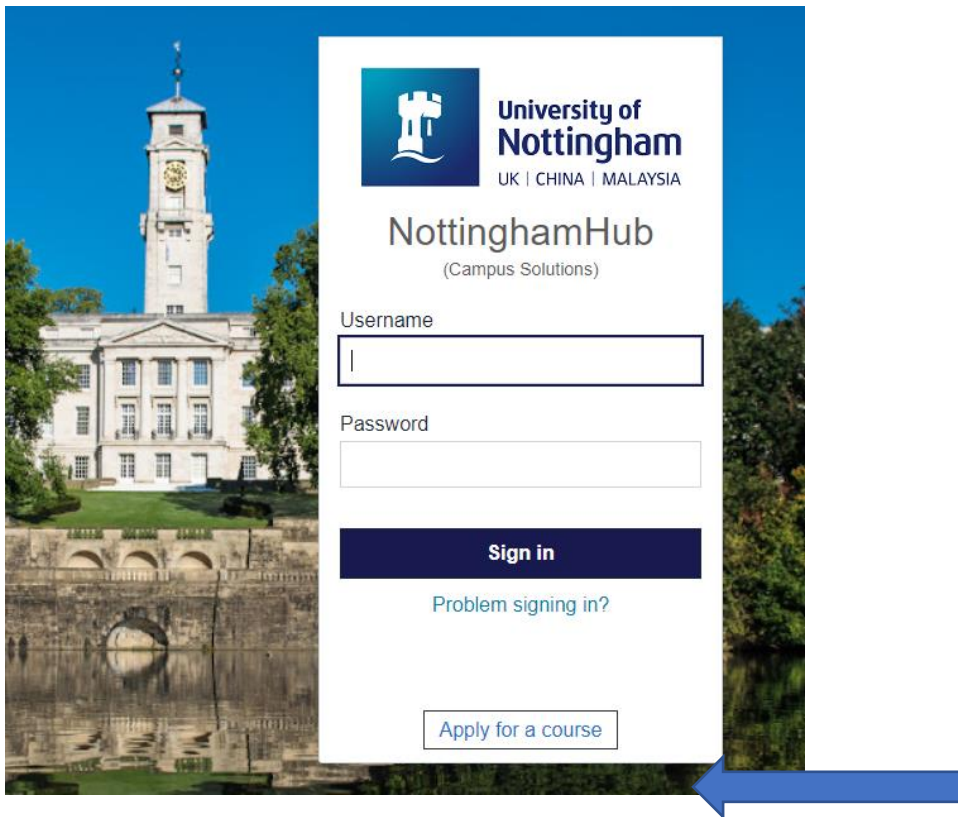 University of
Nottingham
UK | CHINA | MALAYSIA
NottinghamHub
(Campus Solutions)
Username
Password
Sign in
Problem signing in?
Apply for a course